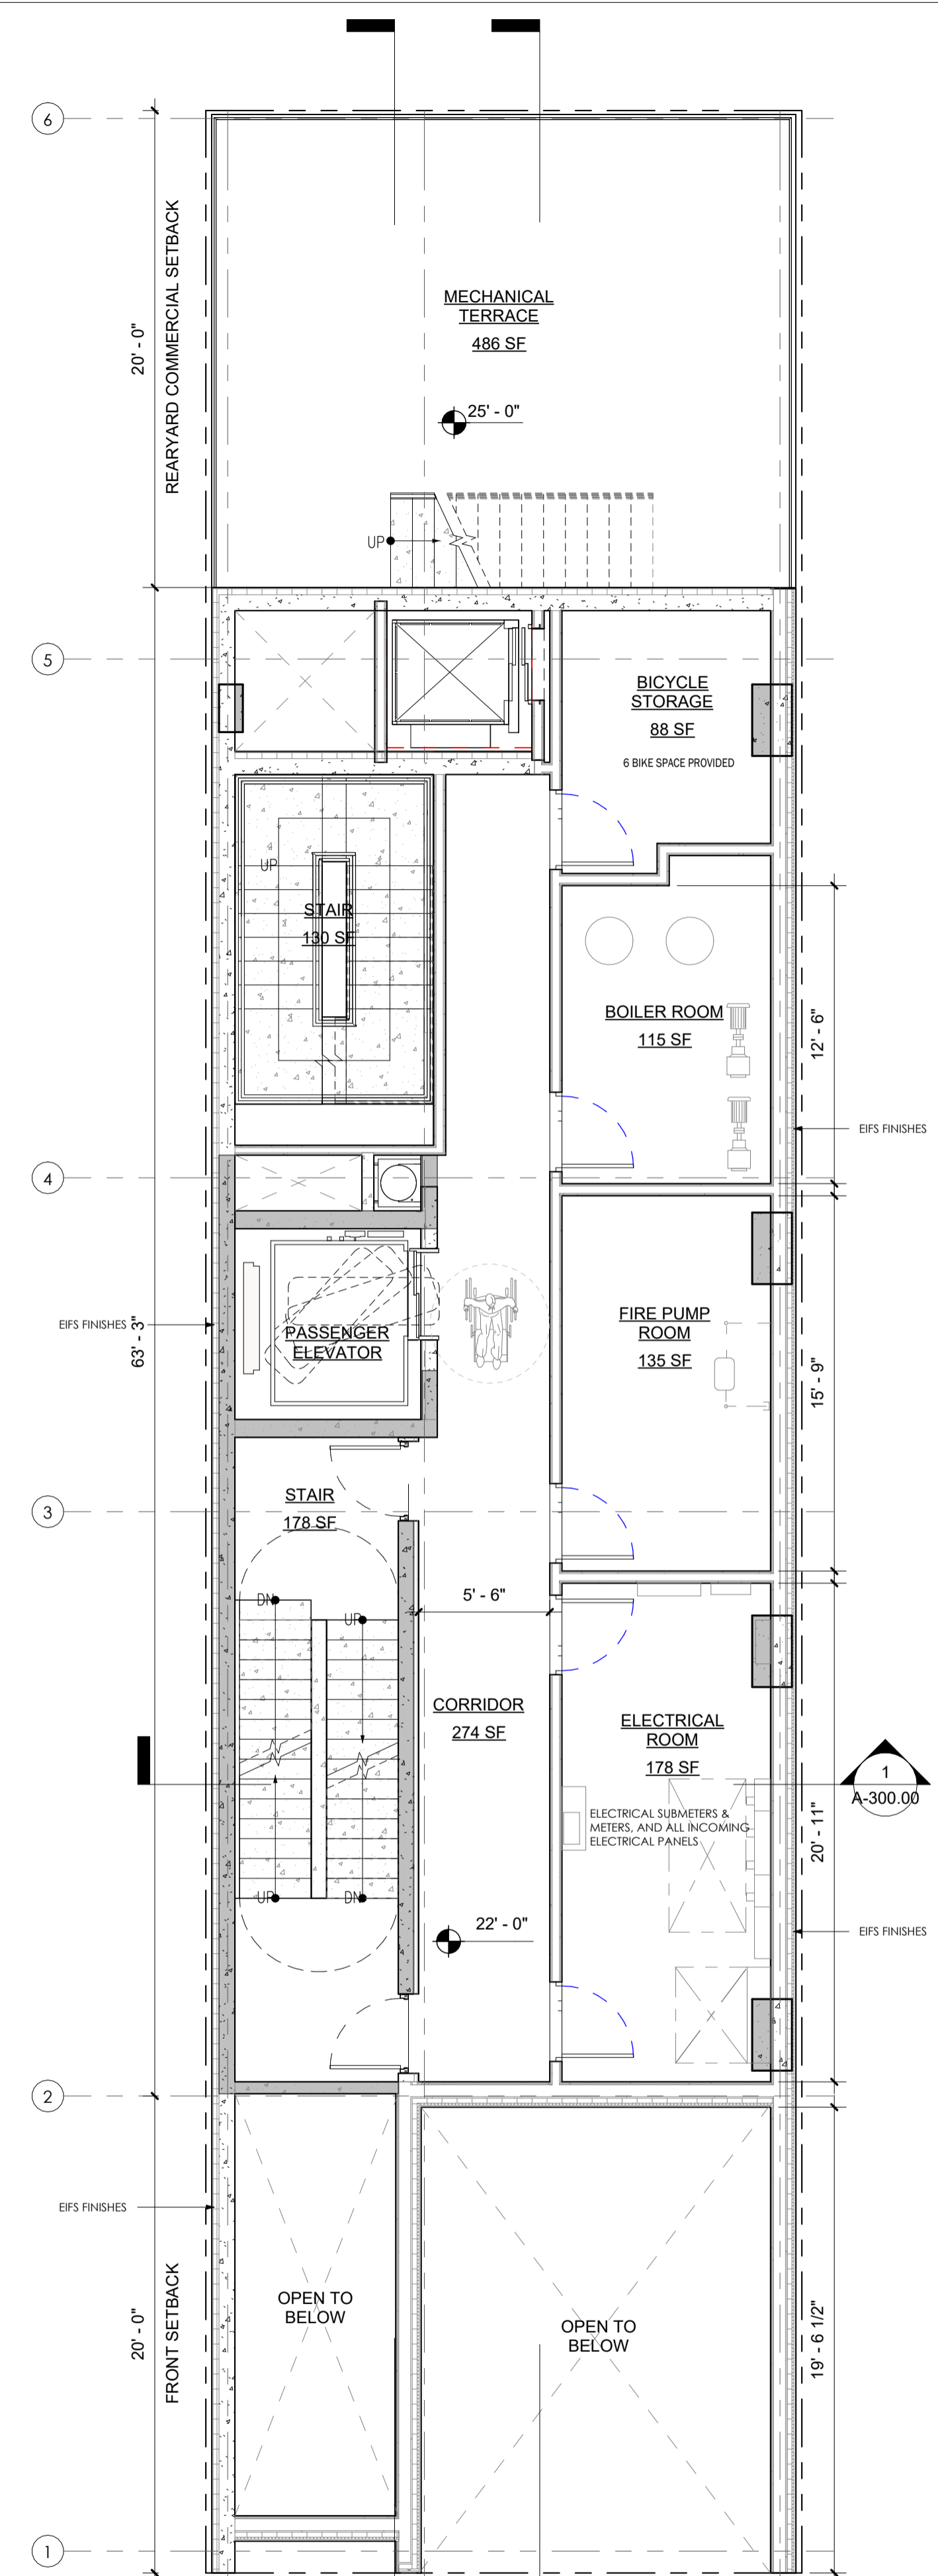 6
REARYARD COMMERCIAL SETBACK
20' - 0"
MECHANICAL
TERRACE
486 SF
25' - 0"
UP
5
BICYCLE
STORAGE
88 SF
6 BIKE SPACE PROVIDED
UP
STAIR
130 SF
BOILER ROOM
115 SF
12' - 6"
EIFS FINISHES
4
EIFS FINISHES
63' - 3"
PASSENGER
ELEVATOR
FIRE PUMP
ROOM
135 SF
15' - 9"
STAIR
178 SF
3
DN
UP
5' - 6"
CORRIDOR
274 SF
ELECTRICAL
ROOM
178 SF
1
A-300.00
ELECTRICAL SUBMETERS &
METERS, AND ALL INCOMING
ELECTRICAL PANELS
20' - 11"
UP
DN
22' - 0"
EIFS FINISHES
2
EIFS FINISHES
20' - 0"
FRONT SETBACK
OPEN TO
BELOW
OPEN TO
BELOW
19' - 6 1/2"
1